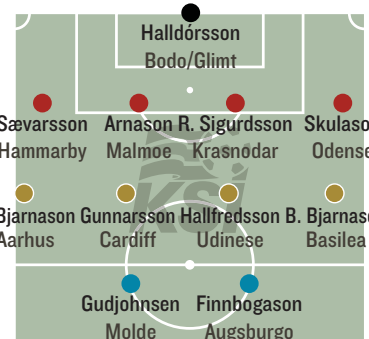 Halldórsson
Bodo/Glimt
Sævarsson Arnason R. Sigurdsson Skulaso
Hammarby Malmoe Krasnodar Odense
Bjarnason Gunnarsson Hallfredsson B. Bjarnaso
Aarhus Cardiff Udinese Basilea
Gudjohnsen Finnbogason
Molde Augsburgo
KSÍ